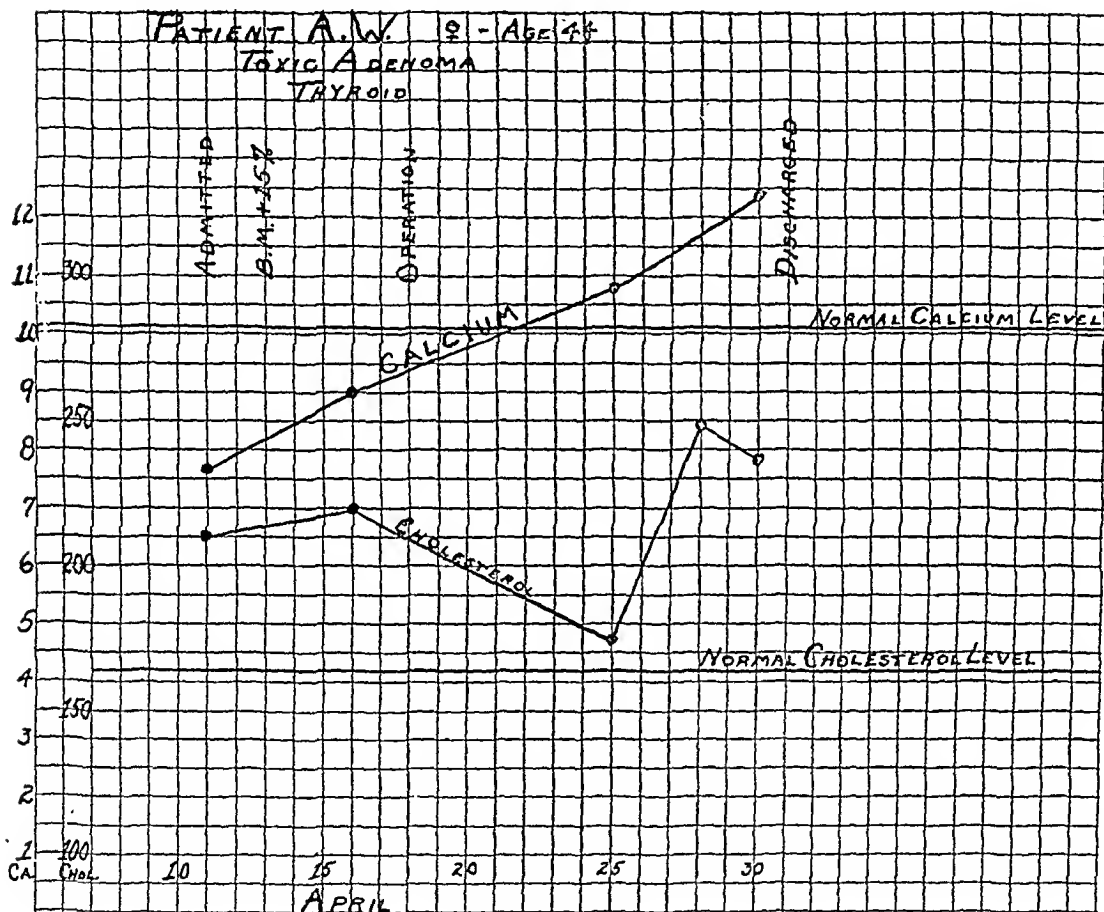 PATIENT A.W. ♀ - AGE 44
TOXIC ADENOMA
THYROID
ADMITTED
B.M. +15%
OPERATION
DISCHARGED
12
11 300
NORMAL CALCIUM LEVEL
10
CALCIUM
9
250
8
7
CHOLESTEROL
6 200
5
NORMAL CHOLESTEROL LEVEL
4
150
3
2
1 100
CA. CHOL. 10 15 20 25 30
APRIL